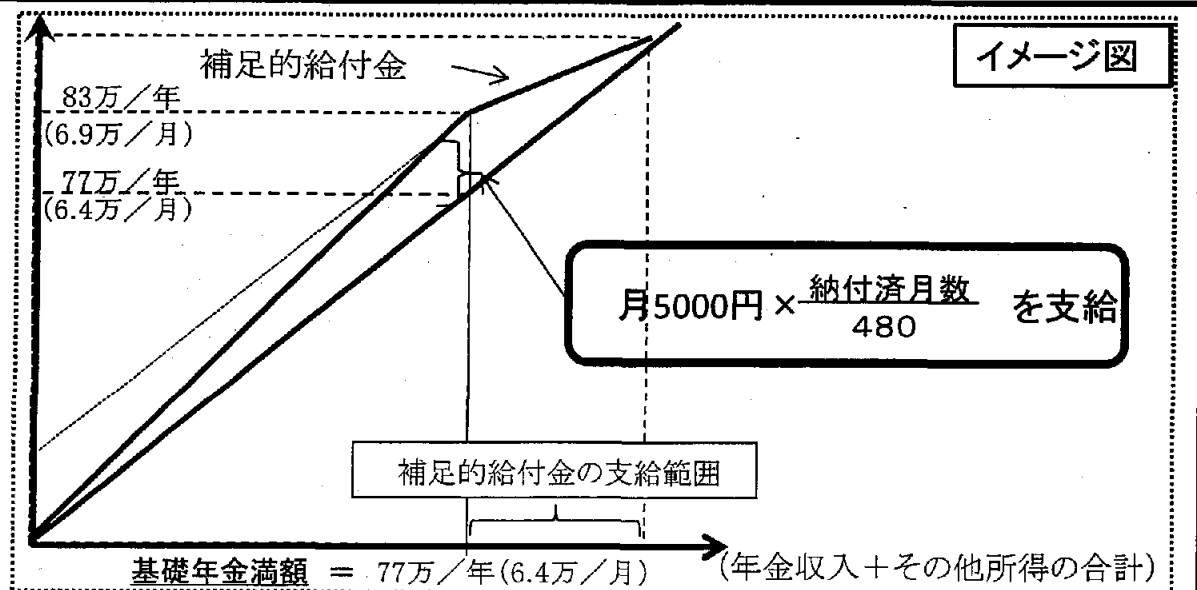 イメージ図
補足的給付金
83万／年
(6.9万／月)
77万／年
(6.4万／月)
月5000円×納付済月数/480 を支給
補足的給付金の支給範囲
基礎年金満額 ＝ 77万／年(6.4万／月)
(年金収入＋その他所得の合計)